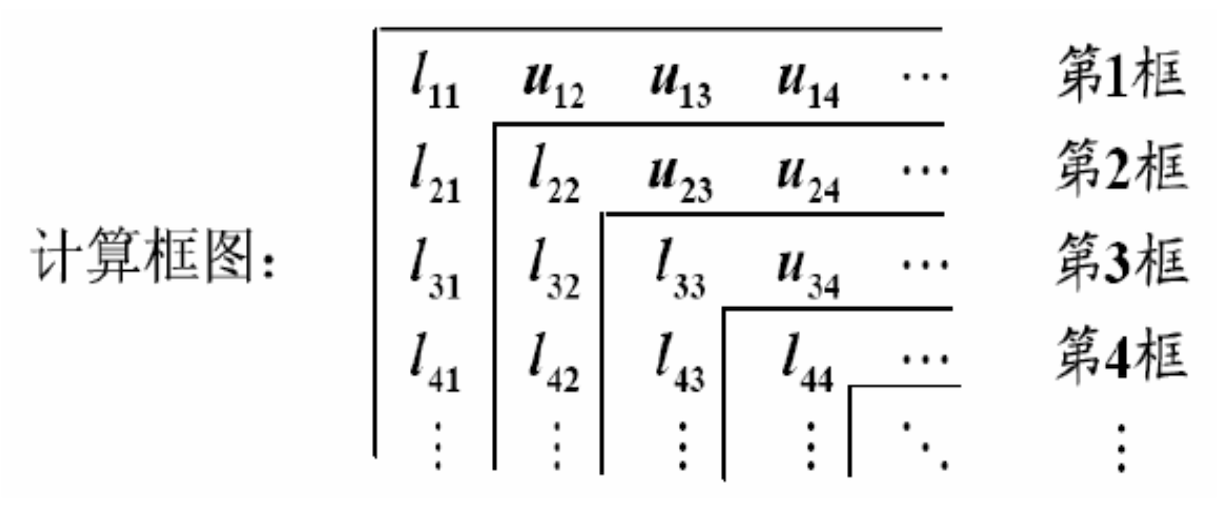 l₁₁ u₁₂ u₁₃ u₁₄ ⋯ 第1框
l₂₁ l₂₂ u₂₃ u₂₄ ⋯ 第2框
计算框图: l₃₁ l₃₂ l₃₃ u₃₄ ⋯ 第3框
l₄₁ l₄₂ l₄₃ l₄₄ ⋯ 第4框
⋮ ⋮ ⋮ ⋮ ⋱ ⋮